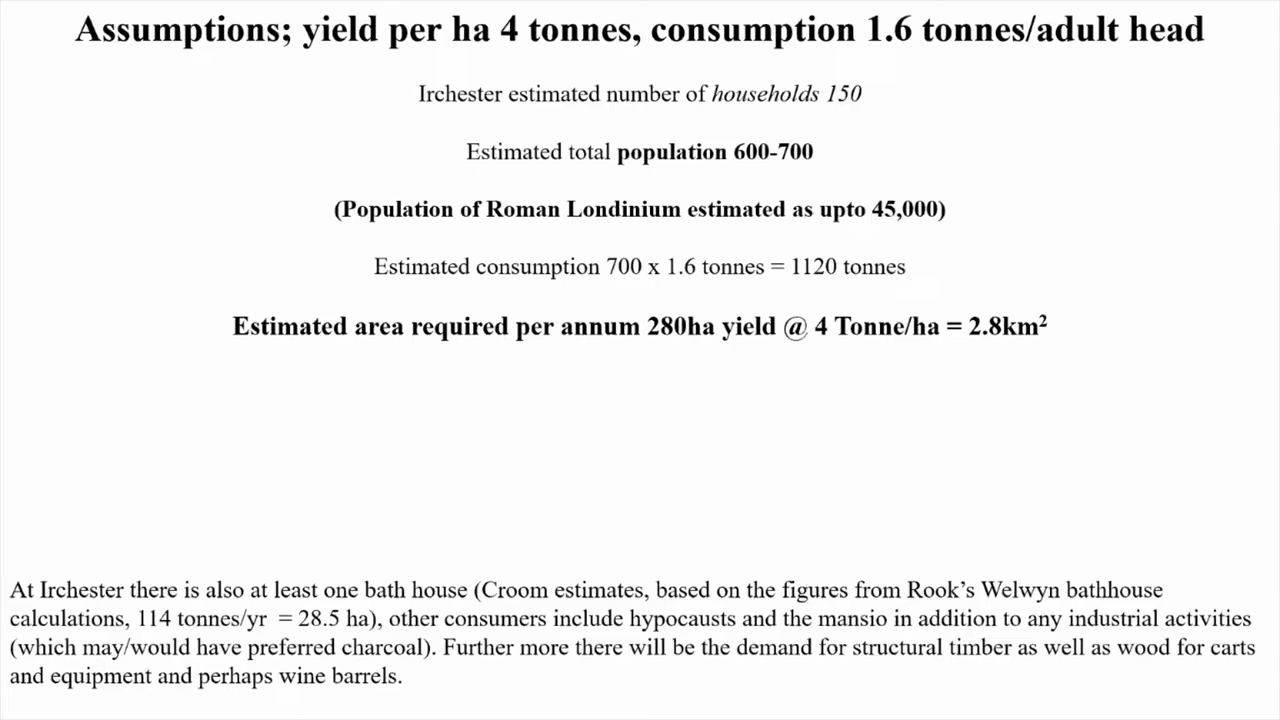 Assumptions; yield per ha 4 tonnes, consumption 1.6 tonnes/adult head
Irchester estimated number of households 150
Estimated total population 600-700
(Population of Roman Londinium estimated as upto 45,000)
Estimated consumption 700 x 1.6 tonnes = 1120 tonnes
Estimated area required per annum 280ha yield @ 4 Tonne/ha = 2.8km²
At Irchester there is also at least one bath house (Croom estimates, based on the figures from Rook’s Welwyn bathhouse
calculations, 114 tonnes/yr  = 28.5 ha), other consumers include hypocausts and the mansio in addition to any industrial activities
(which may/would have preferred charcoal). Further more there will be the demand for structural timber as well as wood for carts
and equipment and perhaps wine barrels.